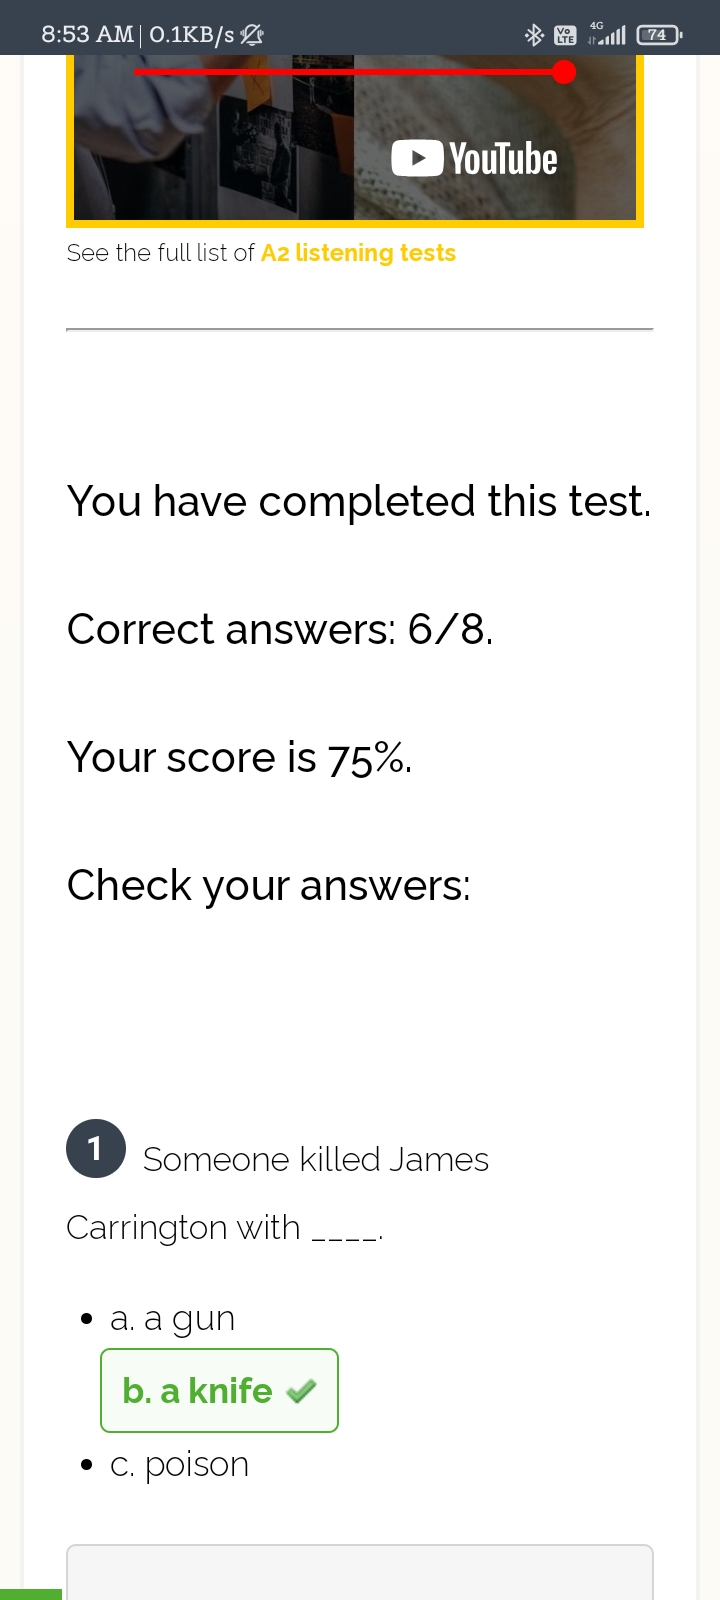 8:53 AM | 0.1KB/s
Vo LTE 4G 74
YouTube
See the full list of A2 listening tests
You have completed this test.
Correct answers: 6/8.
Your score is 75%.
Check your answers:
1 Someone killed James
Carrington with ____.
• a. a gun
b. a knife
• c. poison